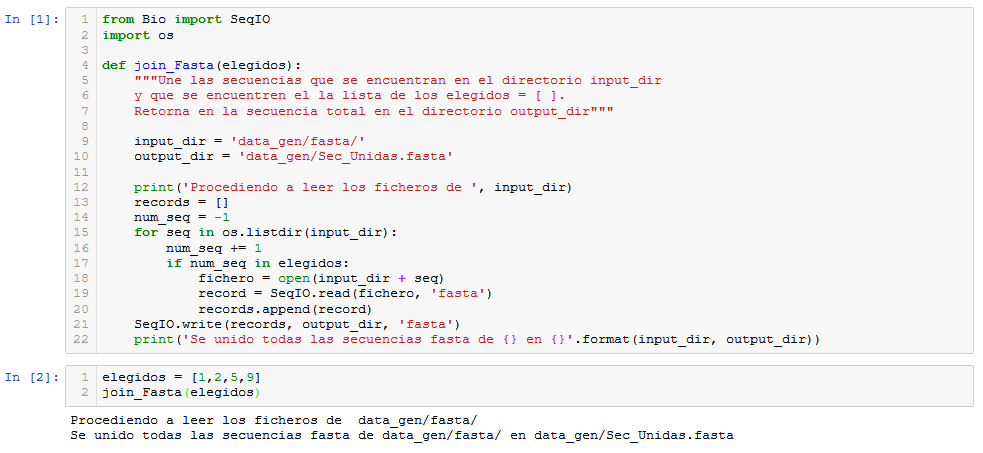 In [1]:
1 from Bio import SeqIO
2 import os
3
4 def join_Fasta(elegidos):
5     """Une las secuencias que se encuentran en el directorio input_dir
6     y que se encuentren el la lista de los elegidos = [ ].
7     Retorna en la secuencia total en el directorio output_dir"""
8
9     input_dir = 'data_gen/fasta/'
10     output_dir = 'data_gen/Sec_Unidas.fasta'
11
12     print('Procediendo a leer los ficheros de ', input_dir)
13     records = []
14     num_seq = -1
15     for seq in os.listdir(input_dir):
16         num_seq += 1
17         if num_seq in elegidos:
18             fichero = open(input_dir + seq)
19             record = SeqIO.read(fichero, 'fasta')
20             records.append(record)
21     SeqIO.write(records, output_dir, 'fasta')
22     print('Se unido todas las secuencias fasta de {} en {}'.format(input_dir, output_dir))
In [2]:
1 elegidos = [1,2,5,9]
2 join_Fasta(elegidos)
Procediendo a leer los ficheros de  data_gen/fasta/
Se unido todas las secuencias fasta de data_gen/fasta/ en data_gen/Sec_Unidas.fasta